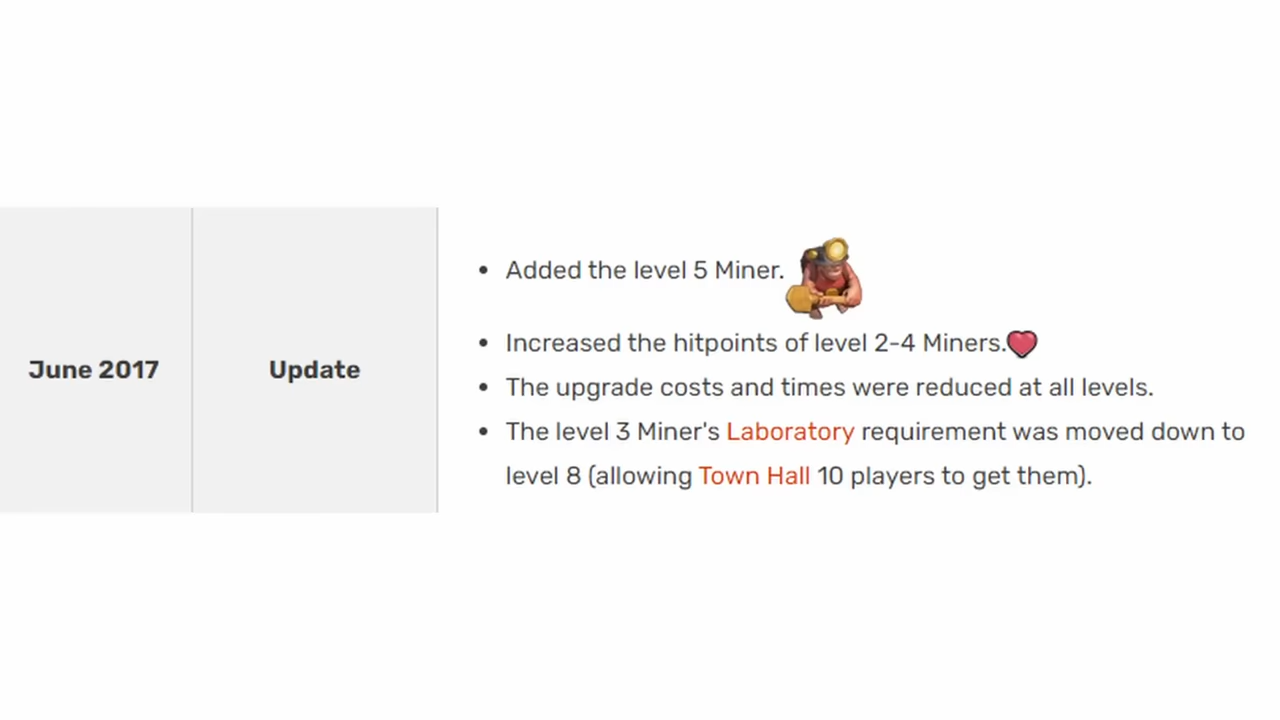 June 2017
Update
• Added the level 5 Miner.
• Increased the hitpoints of level 2-4 Miners.
• The upgrade costs and times were reduced at all levels.
• The level 3 Miner's Laboratory requirement was moved down to
level 8 (allowing Town Hall 10 players to get them).